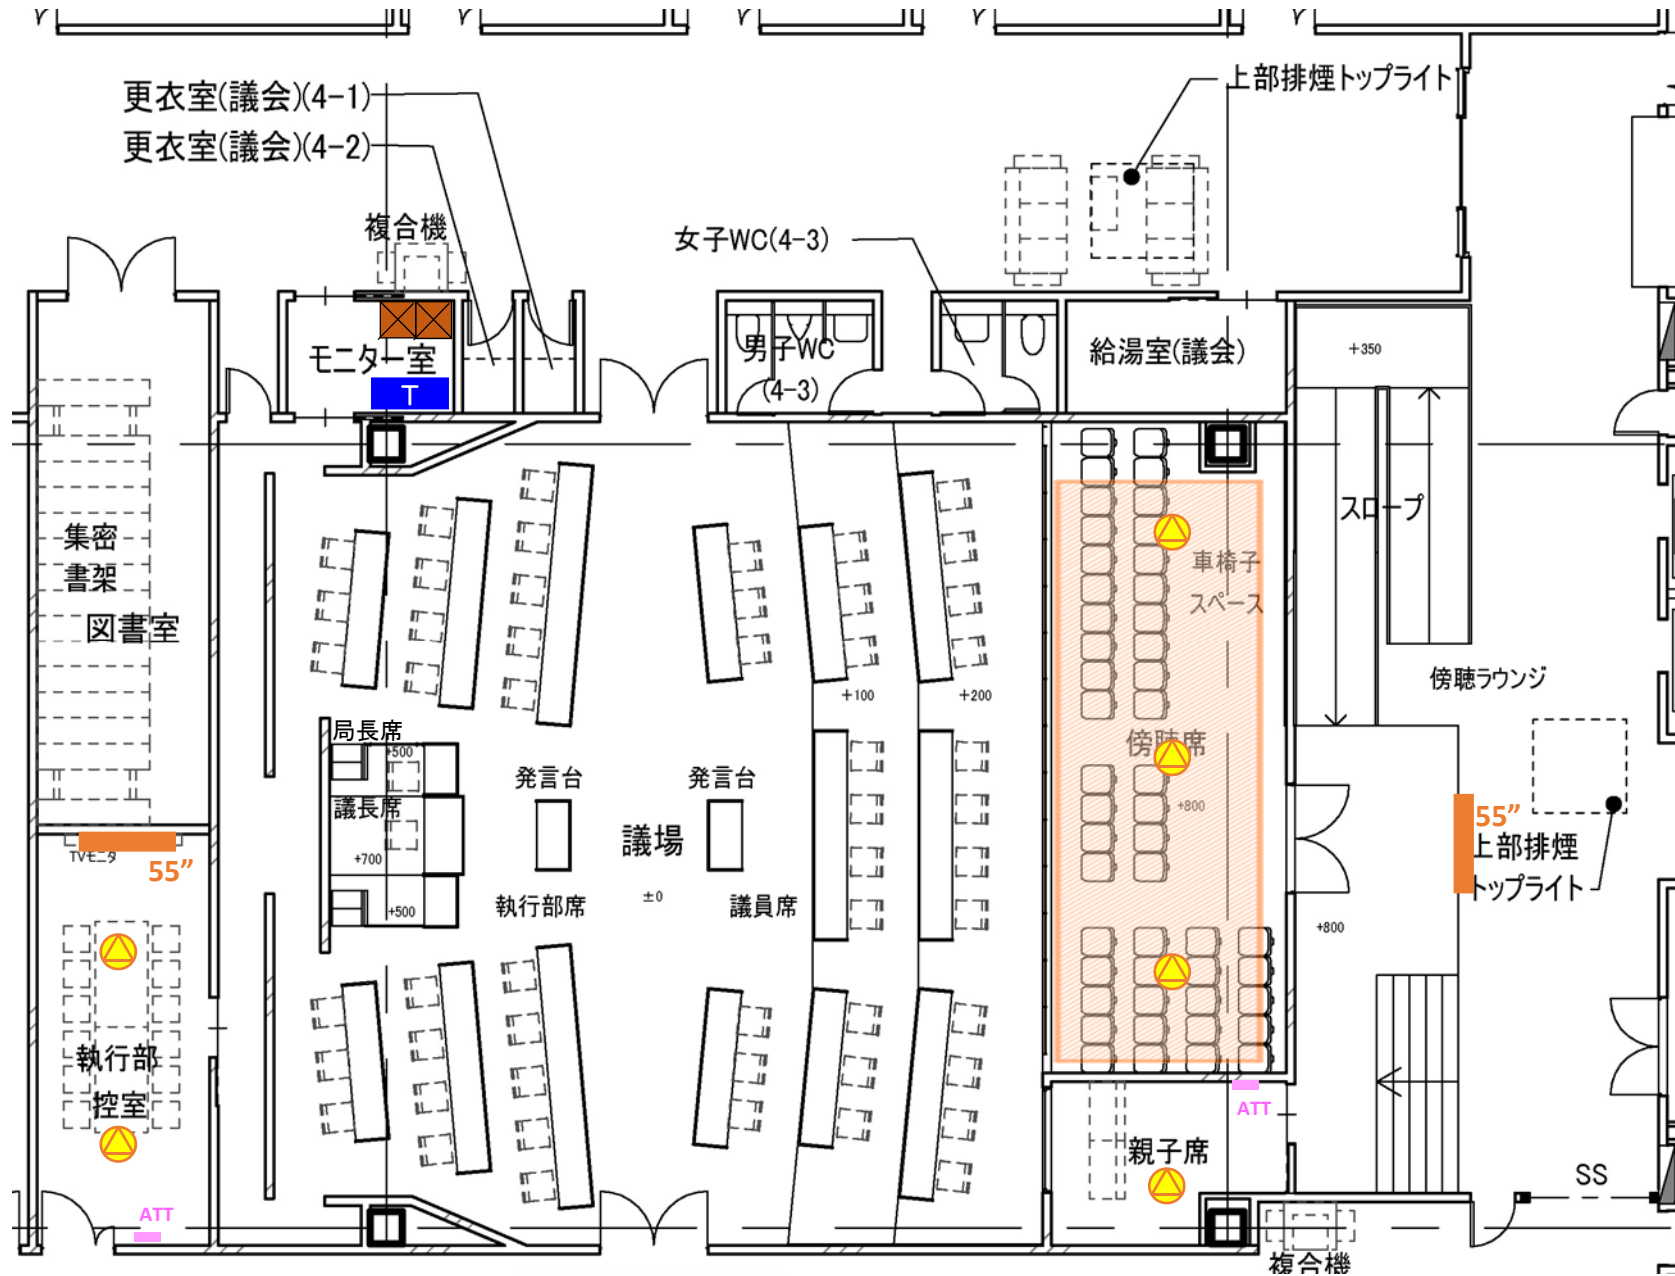 更衣室(議会)(4-1)
更衣室(議会)(4-2)
上部排煙トップライト
複合機
女子WC(4-3)
モニター室
T
男子WC
(4-3)
給湯室(議会)
+350
集密
書架
図書室
スロープ
車椅子
スペース
傍聴ラウンジ
+100
+200
局長席
+500
傍聴席
発言台
発言台
議長席
+800
55”
議場
上部排煙
TVモニタ
+700
55”
トップライト
+500
執行部席
±0
議員席
+800
執行部
控室
ATT
親子席
SS
ATT
複合機